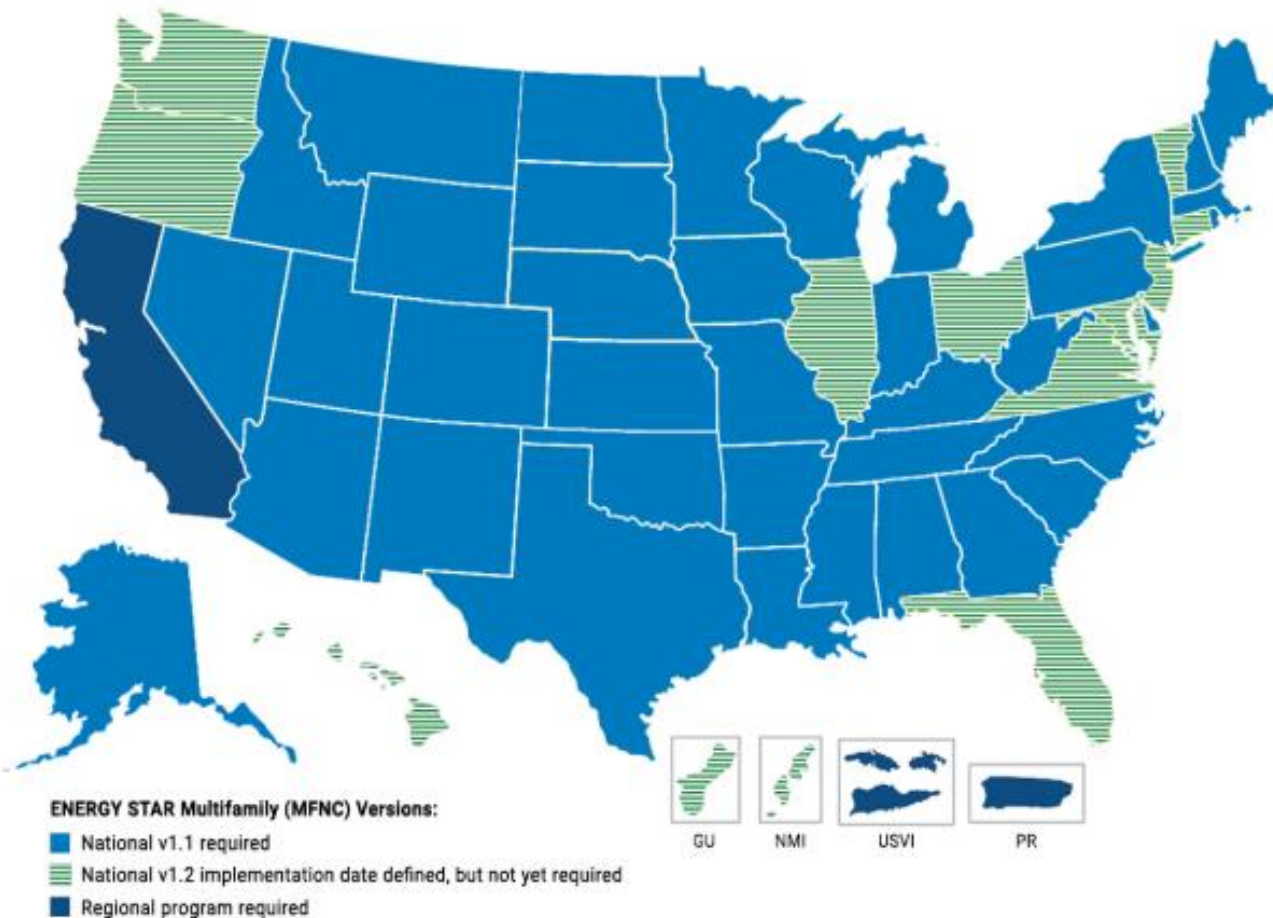 GU NMI USVI PR
ENERGY STAR Multifamily (MFNC) Versions:
National v1.1 required
National v1.2 implementation date defined, but not yet required
Regional program required